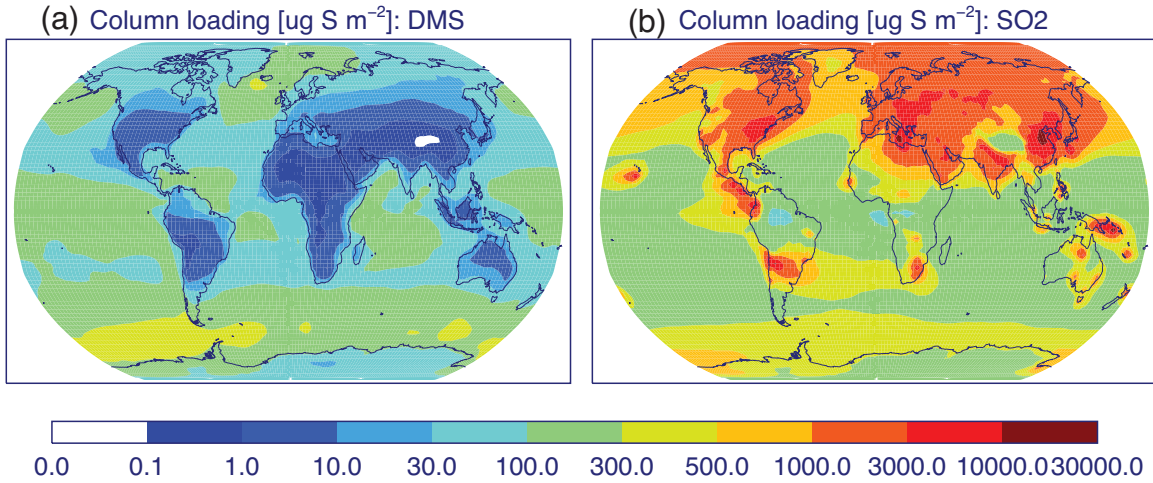 (a) Column loading [ug S m⁻²]: DMS
(b) Column loading [ug S m⁻²]: SO2
0.0 0.1 1.0 10.0 30.0 100.0 300.0 500.0 1000.0 3000.0 10000.0 30000.0